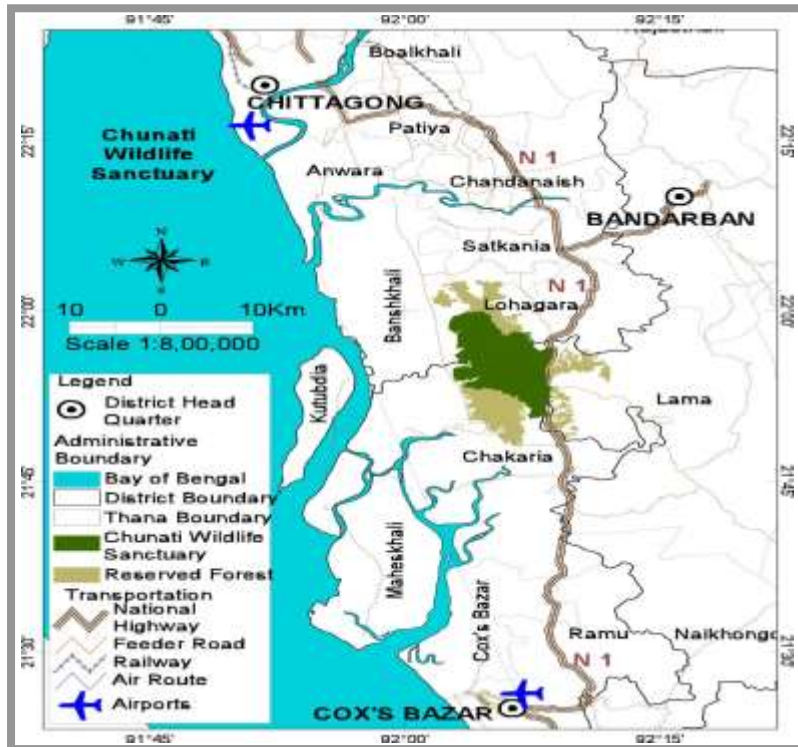 91°45'
92°00'
92°15'
Boalkhali
CHITTAGONG
Patiya
22°15'
22°15'
Chunati
Wildlife
Sanctuary
N 1
Anwara
Chandanaish
BANDARBAN
N
W
E
S
Satkania
N 1
10 0 10Km
Lohagara
22°00'
22°00'
Banshkhali
Scale 1:8,00,000
Legend
District Head
Quarter
Kutubdia
Lama
Administrative
Boundary
Chakaria
Bay of Bengal
21°45'
21°45'
District Boundary
Thana Boundary
Chunati Wildlife
Sanctuary
Reserved Forest
Maheskhali
Transportation
National
Highway
Cox's Bazar
Ramu
Naikhongc
Feeder Road
N 1
21°30'
21°30'
Railway
Air Route
Airports
COX'S BAZAR
91°45'
92°00'
92°15'